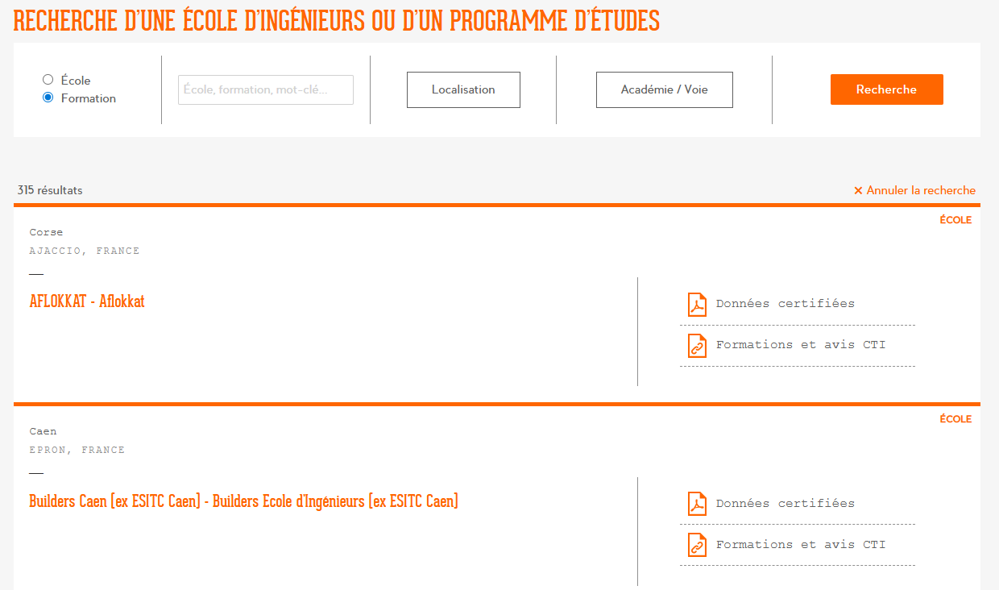 RECHERCHE D'UNE ÉCOLE D'INGÉNIEURS OU D'UN PROGRAMME D'ÉTUDES
École
Formation
École, formation, mot-clé...
Localisation
Académie / Voie
Recherche
315 résultats
× Annuler la recherche
ÉCOLE
Corse
AJACCIO, FRANCE
AFLOKKAT - Aflokkat
Données certifiées
Formations et avis CTI
ÉCOLE
Caen
EPRON, FRANCE
Builders Caen (ex ESITC Caen) - Builders Ecole d'Ingénieurs (ex ESITC Caen)
Données certifiées
Formations et avis CTI